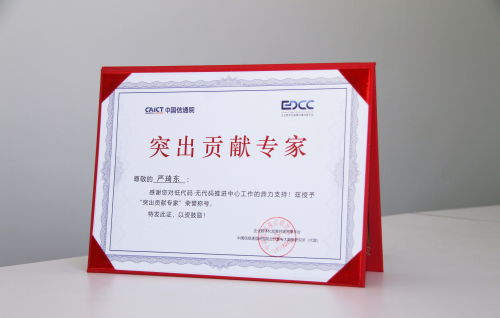 CAICT 中国信通院
EDCC
突出贡献专家
尊敬的 严琦东 ：
感谢您对低代码·无代码推进中心工作的鼎力支持！兹授予
“突出贡献专家”荣誉称号。
特发此证，以资鼓励！